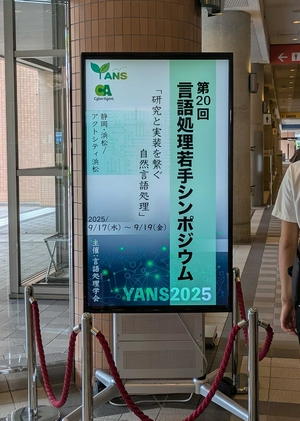 YANS
CA
CyberAgent
第20回
言語処理若手シンポジウム
「研究と実装を繋ぐ
自然言語処理」
静岡・浜松/
アクトシティ浜松
2025/
9/17(水) ～ 9/19(金)
主催:言語処理学会
YANS2025